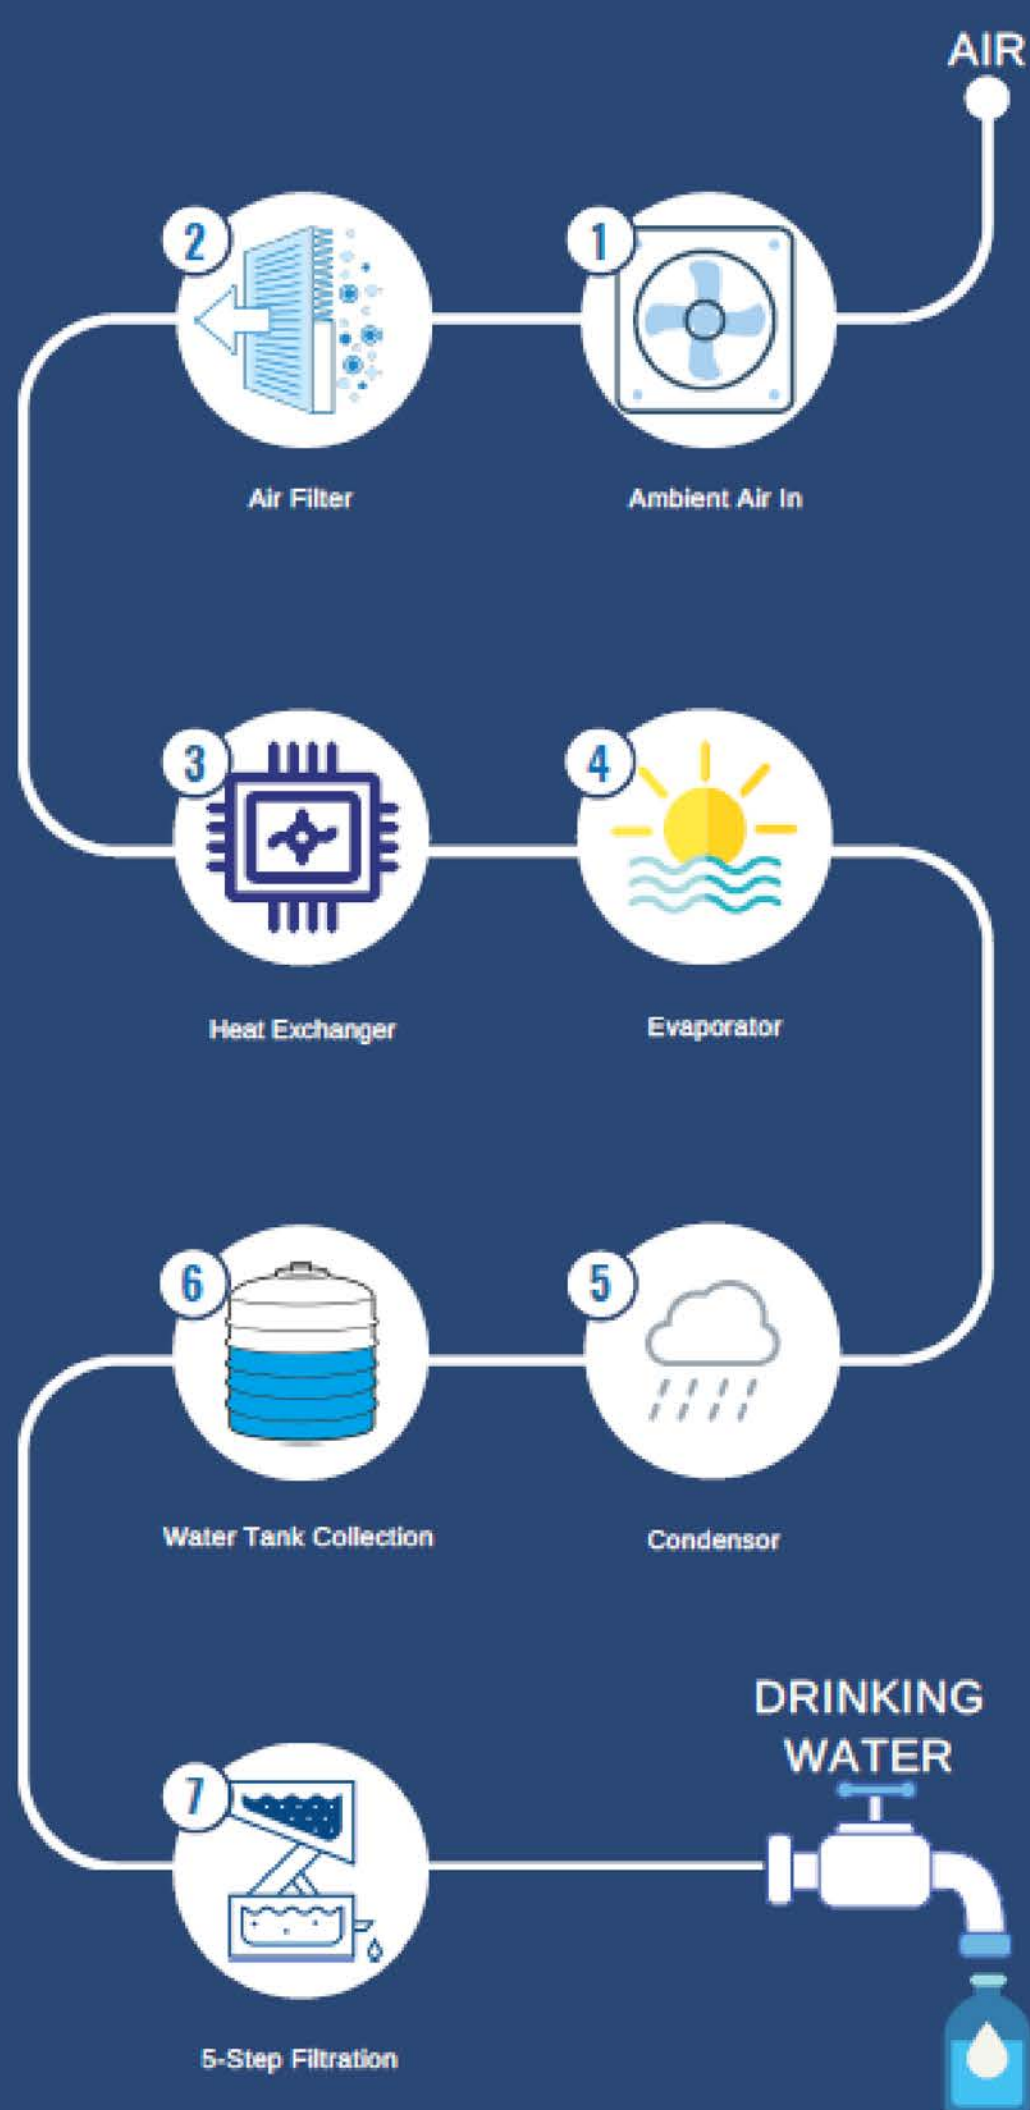 AIR
1
Ambient Air In
2
Air Filter
3
Heat Exchanger
4
Evaporator
5
Condensor
6
Water Tank Collection
7
5-Step Filtration
DRINKING
WATER